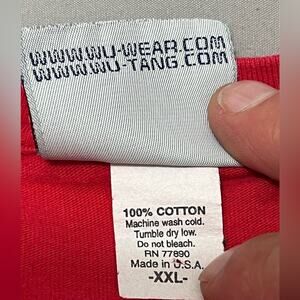 WWW.WU-WEAR.COM
WWW.WU-TANG.COM
100% COTTON
Machine wash cold.
Tumble dry low.
Do not bleach.
RN 77890
Made in U.S.A.
-XXL-